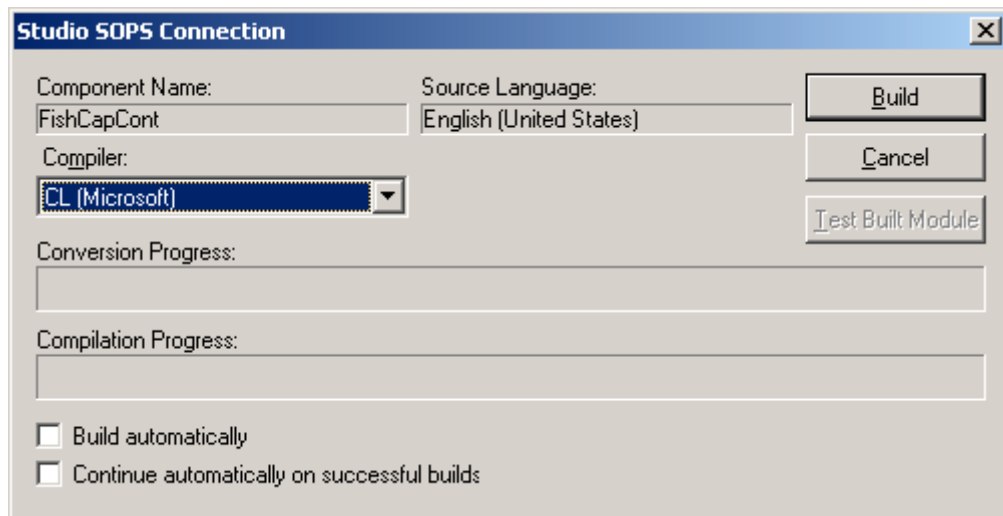 Studio SOPS Connection
Component Name:
Source Language:
FishCapCont
English (United States)
Build
Compiler:
Cancel
CL (Microsoft)
Test Built Module
Conversion Progress:
Compilation Progress:
Build automatically
Continue automatically on successful builds